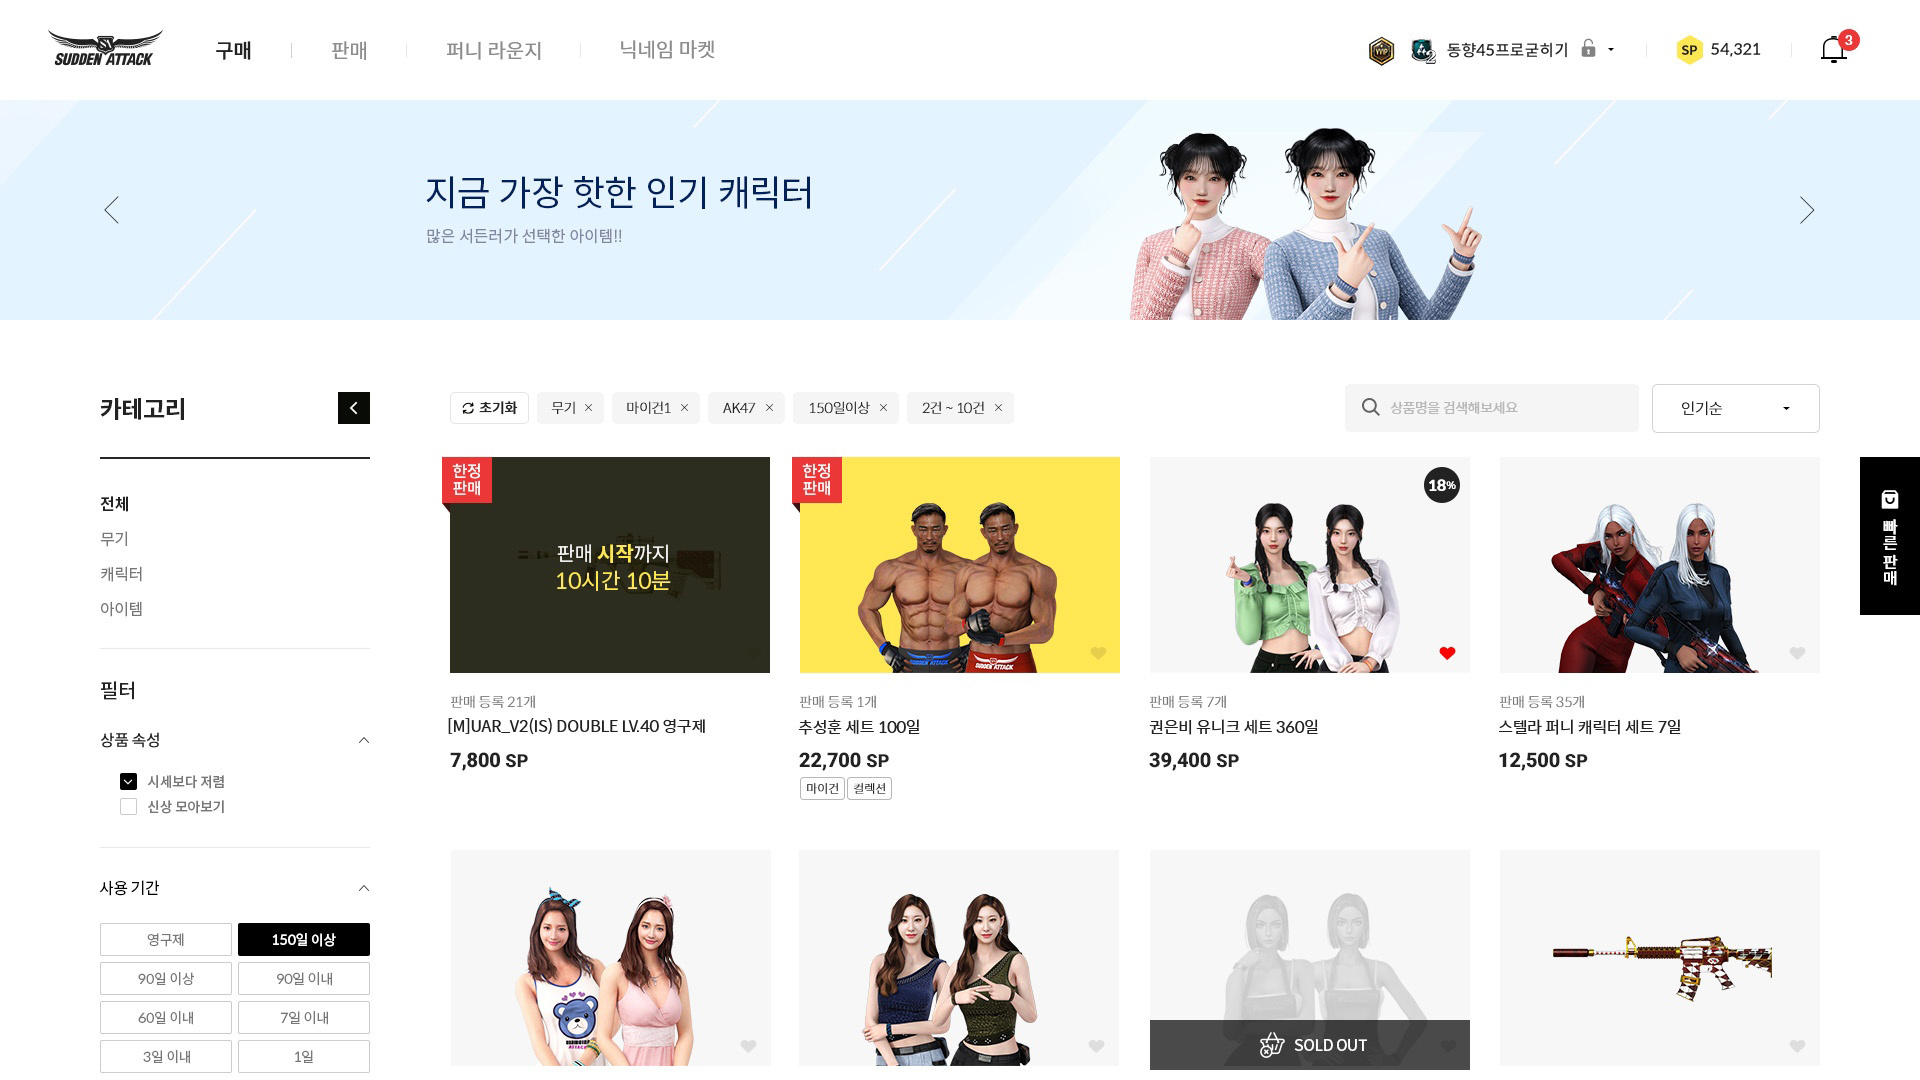 SUDDEN ATTACK
구매
판매
퍼니 라운지
닉네임 마켓
VVIP
동향45프로굳히기
SP
54,321
3
지금 가장 핫한 인기 캐릭터
많은 서든러가 선택한 아이템!!
카테고리
초기화
무기
마이건1
AK47
150일이상
2건 ~ 10건
상품명을 검색해보세요
인기순
전체
무기
캐릭터
아이템
필터
상품 속성
시세보다 저렴
신상 모아보기
사용 기간
영구제
150일 이상
90일 이상
90일 이내
60일 이내
7일 이내
3일 이내
1일
한정
판매
판매 시작까지
10시간 10분
판매 등록 21개
[M]UAR_V2(IS) DOUBLE LV.40 영구제
7,800 SP
한정
판매
SUDDEN ATTACK
SUDDEN ATTACK
판매 등록 1개
추성훈 세트 100일
22,700 SP
마이건
컬렉션
18%
판매 등록 7개
권은비 유니크 세트 360일
39,400 SP
판매 등록 35개
스텔라 퍼니 캐릭터 세트 7일
12,500 SP
SOLD OUT
빠른 판매